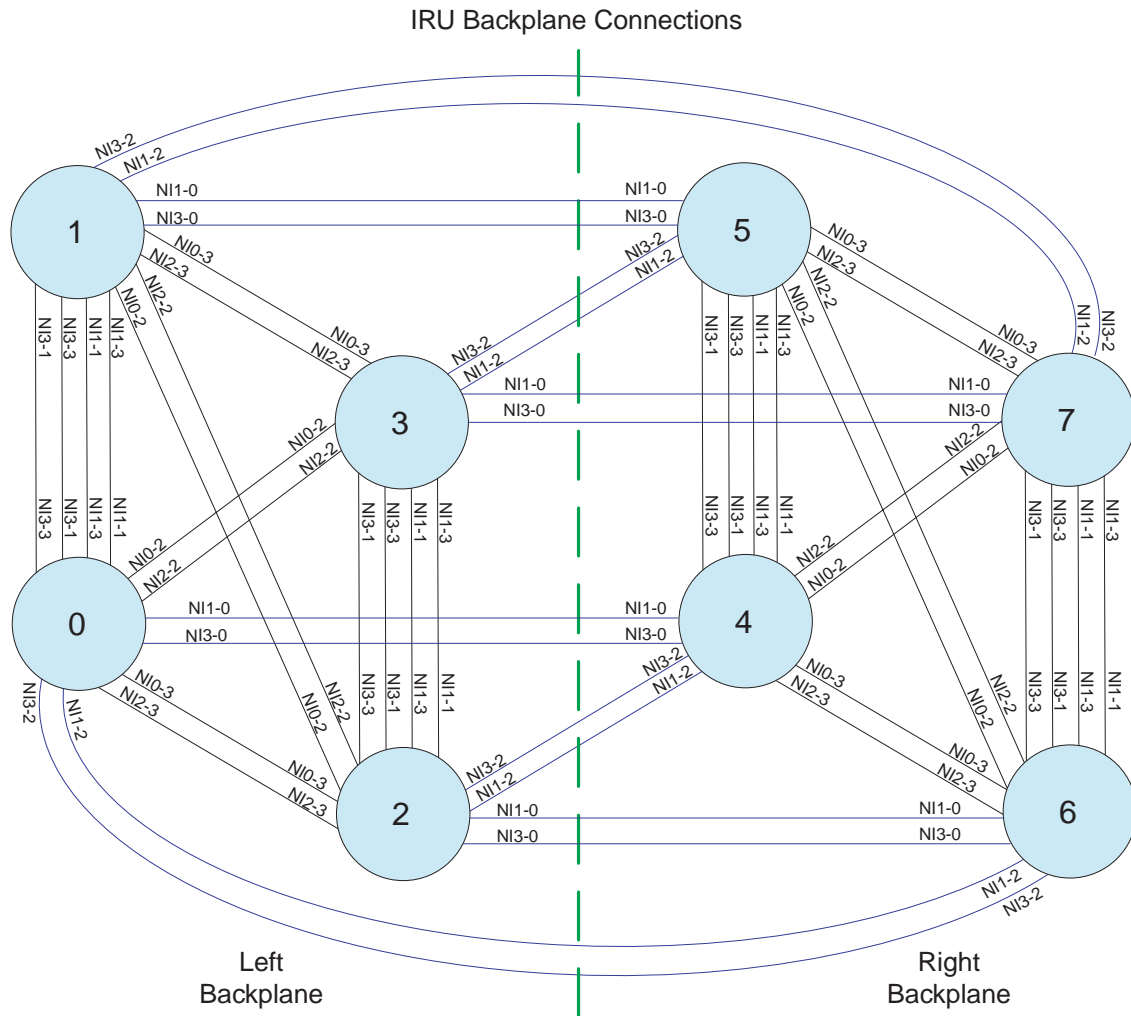 IRU Backplane Connections
NI3-2
NI1-2
NI1-0
NI1-0
NI3-0
NI3-0
1
5
NI0-3
NI2-3
NI2-2
NI0-2
NI3-2
NI1-2
NI0-3
NI2-3
NI2-2
NI0-2
NI1-2
NI3-2
NI3-1
NI3-3
NI1-1
NI1-3
NI3-1
NI3-3
NI1-1
NI1-3
NI0-3
NI2-3
NI3-2
NI1-2
NI0-3
NI2-3
NI1-0
NI1-0
NI3-0
NI3-0
3
7
NI0-2
NI2-2
NI2-2
NI0-2
NI3-3
NI3-1
NI1-3
NI1-1
NI3-1
NI3-3
NI1-1
NI1-3
NI3-3
NI3-1
NI1-3
NI1-1
NI3-1
NI3-3
NI1-1
NI1-3
NI0-2
NI2-2
NI2-2
NI0-2
NI1-0
NI1-0
NI3-0
NI3-0
0
4
NI3-2
NI1-2
NI0-3
NI2-3
NI2-2
NI0-2
NI3-3
NI3-1
NI1-3
NI1-1
NI3-2
NI1-2
NI0-3
NI2-3
NI2-2
NI0-2
NI3-3
NI3-1
NI1-3
NI1-1
NI0-3
NI2-3
NI3-2
NI1-2
NI0-3
NI2-3
NI1-0
NI1-0
NI3-0
NI3-0
2
6
NI1-2
NI3-2
Left
Backplane
Right
Backplane